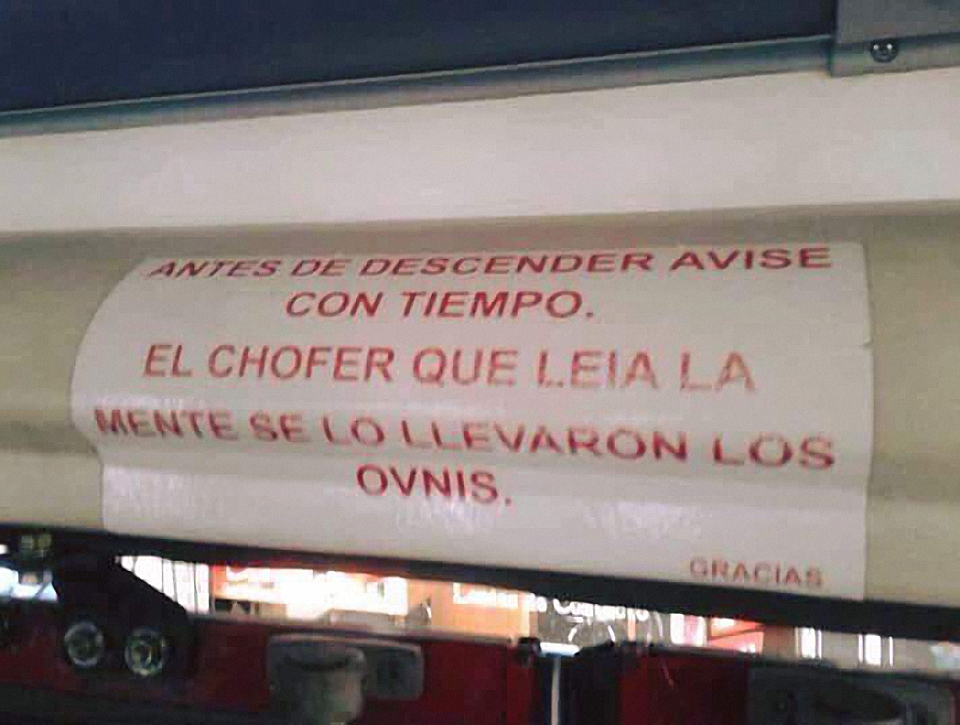 ANTES DE DESCENDER AVISE
CON TIEMPO.
EL CHOFER QUE LEIA LA
MENTE SE LO LLEVARON LOS
OVNIS.
GRACIAS